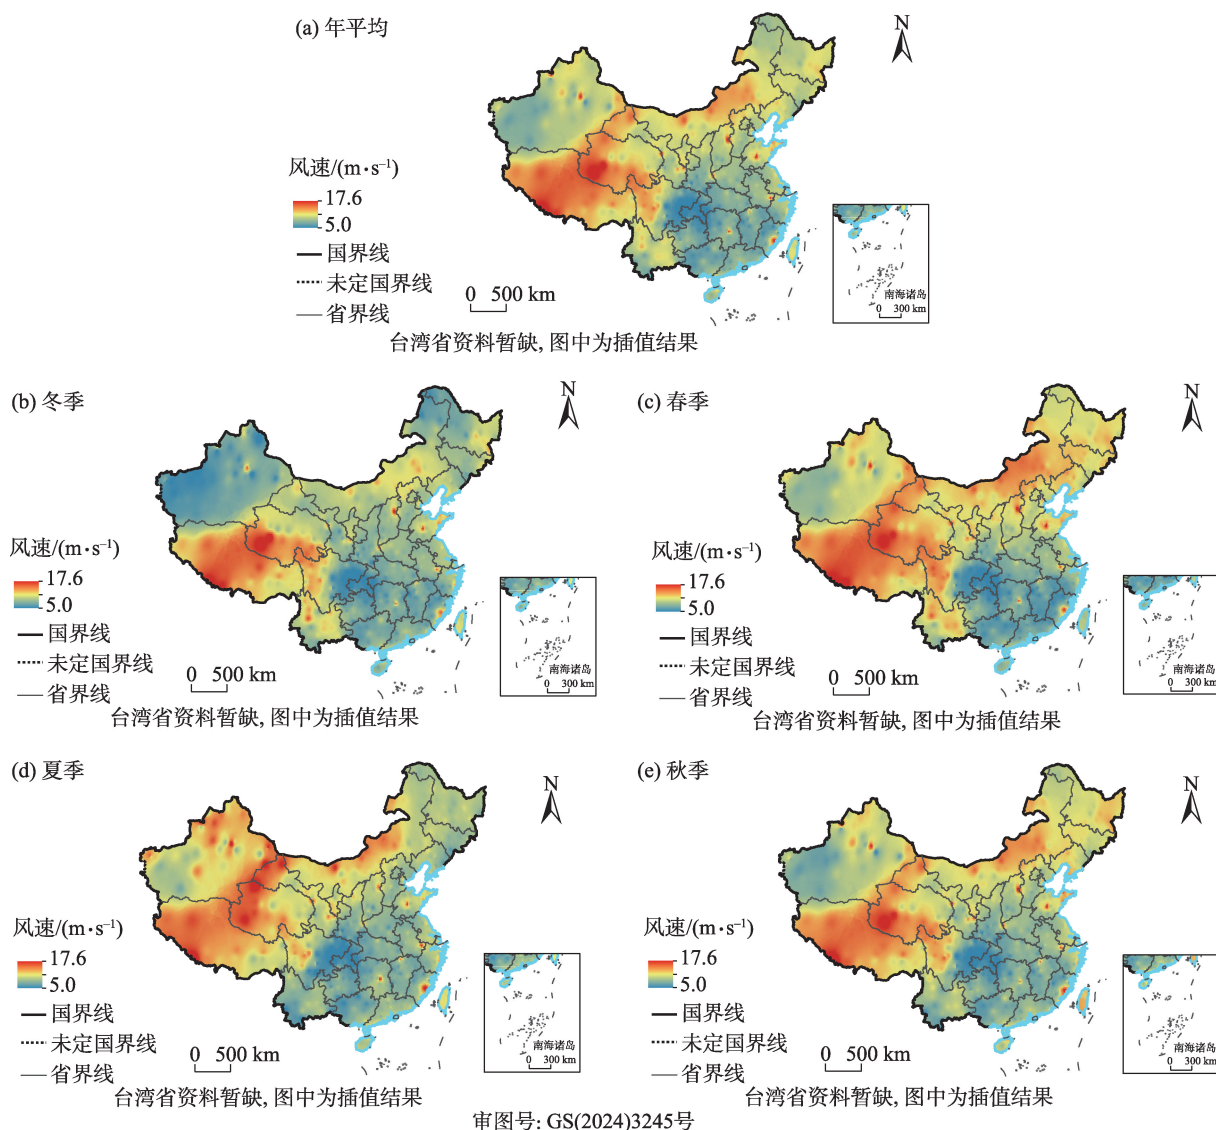 (a) 年平均
N
风速/(m·s⁻¹)
17.6
5.0
国界线
未定国界线
省界线
0 500 km
南海诸岛
0 300 km
台湾省资料暂缺, 图中为插值结果
(b) 冬季
N
风速/(m·s⁻¹)
17.6
5.0
国界线
未定国界线
省界线
0 500 km
南海诸岛
0 300 km
台湾省资料暂缺, 图中为插值结果
(c) 春季
N
风速/(m·s⁻¹)
17.6
5.0
国界线
未定国界线
省界线
0 500 km
南海诸岛
0 300 km
台湾省资料暂缺, 图中为插值结果
(d) 夏季
N
风速/(m·s⁻¹)
17.6
5.0
国界线
未定国界线
省界线
0 500 km
南海诸岛
0 300 km
台湾省资料暂缺, 图中为插值结果
(e) 秋季
N
风速/(m·s⁻¹)
17.6
5.0
国界线
未定国界线
省界线
0 500 km
南海诸岛
0 300 km
台湾省资料暂缺, 图中为插值结果
审图号: GS(2024)3245号